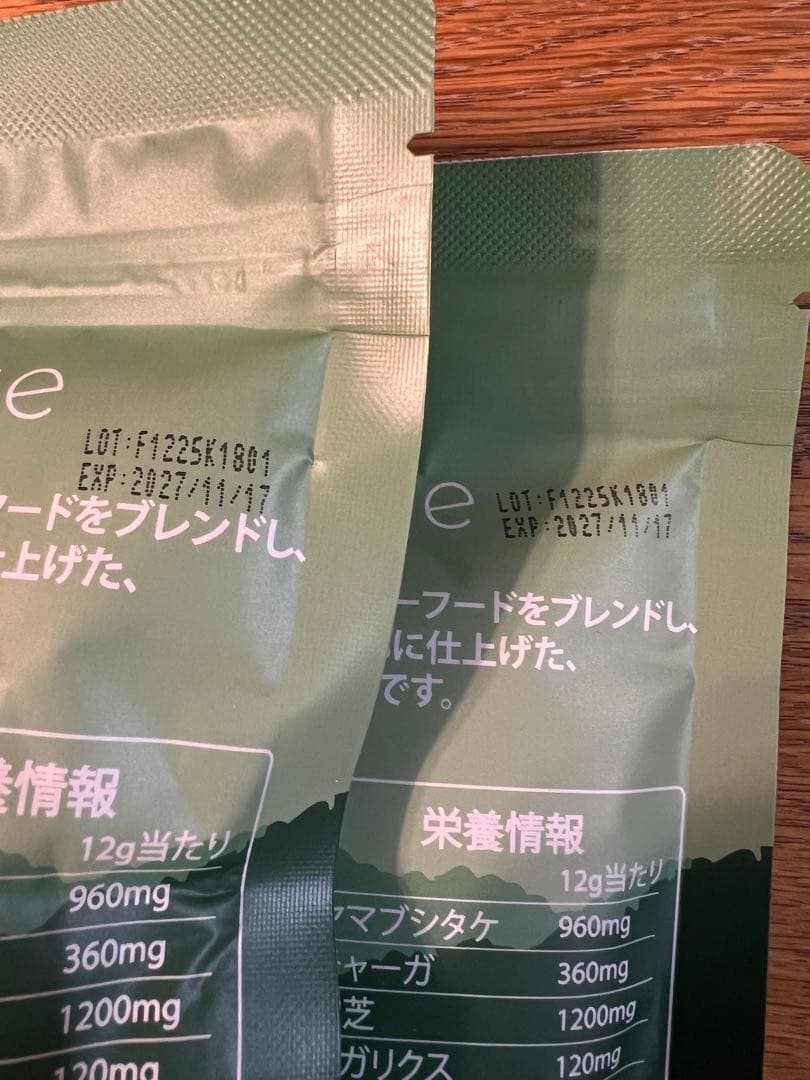 e
LOT:F1225K1801
EXP:2027/11/17
フードをブレンドし、
上げた、
養情報
12g当たり
960mg
360mg
1200mg
120mg
e
LOT:F1225K1801
EXP:2027/11/17
ーフードをブレンドし、
に仕上げた、
です。
栄養情報
12g当たり
ヤマブシタケ 960mg
チャーガ 360mg
芝 1200mg
ガリクス 120mg